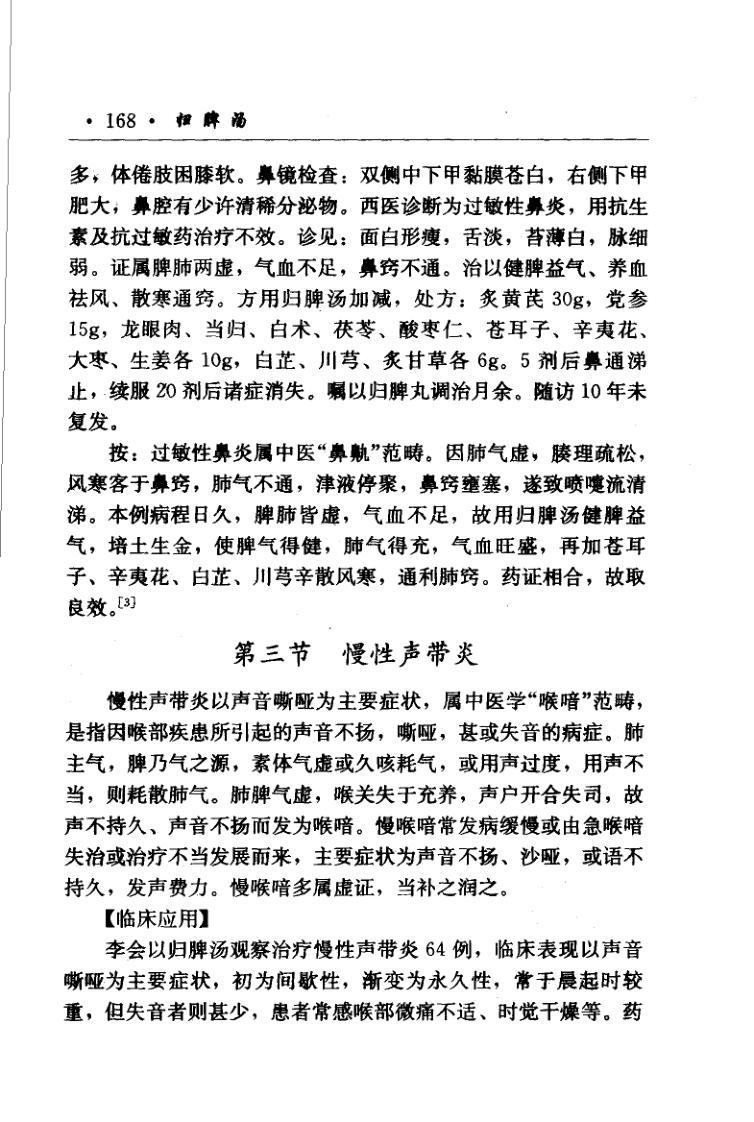 ·168· 归脾汤
多，体倦肢困膝软。鼻镜检查：双侧中下甲黏膜苍白，右侧下甲
肥大，鼻腔有少许清稀分泌物。西医诊断为过敏性鼻炎，用抗生
素及抗过敏药治疗不效。诊见：面白形瘦，舌淡，苔薄白，脉细
弱。证属脾肺两虚，气血不足，鼻窍不通。治以健脾益气、养血
祛风、散寒通窍。方用归脾汤加减，处方：炙黄芪 30g，党参
15g，龙眼肉、当归、白术、茯苓、酸枣仁、苍耳子、辛夷花、
大枣、生姜各 10g，白芷、川芎、炙甘草各 6g。5 剂后鼻通涕
止，续服 20 剂后诸症消失。嘱以归脾丸调治月余。随访 10 年未
复发。
按：过敏性鼻炎属中医“鼻鼽”范畴。因肺气虚，腠理疏松，
风寒客于鼻窍，肺气不通，津液停聚，鼻窍壅塞，遂致喷嚏流清
涕。本例病程日久，脾肺皆虚，气血不足，故用归脾汤健脾益
气，培土生金，使脾气得健，肺气得充，气血旺盛，再加苍耳
子、辛夷花、白芷、川芎辛散风寒，通利肺窍。药证相合，故取
良效。[3]
第三节 慢性声带炎
慢性声带炎以声音嘶哑为主要症状，属中医学“喉喑”范畴，
是指因喉部疾患所引起的声音不扬，嘶哑，甚或失音的病症。肺
主气，脾乃气之源，素体气虚或久咳耗气，或用声过度，用声不
当，则耗散肺气。肺脾气虚，喉关失于充养，声户开合失司，故
声不持久、声音不扬而发为喉喑。慢喉喑常发病缓慢或由急喉喑
失治或治疗不当发展而来，主要症状为声音不扬、沙哑，或语不
持久，发声费力。慢喉喑多属虚证，当补之润之。
【临床应用】
李会以归脾汤观察治疗慢性声带炎 64 例，临床表现以声音
嘶哑为主要症状，初为间歇性，渐变为永久性，常于晨起时较
重，但失音者则甚少，患者常感喉部微痛不适、时觉干燥等。药